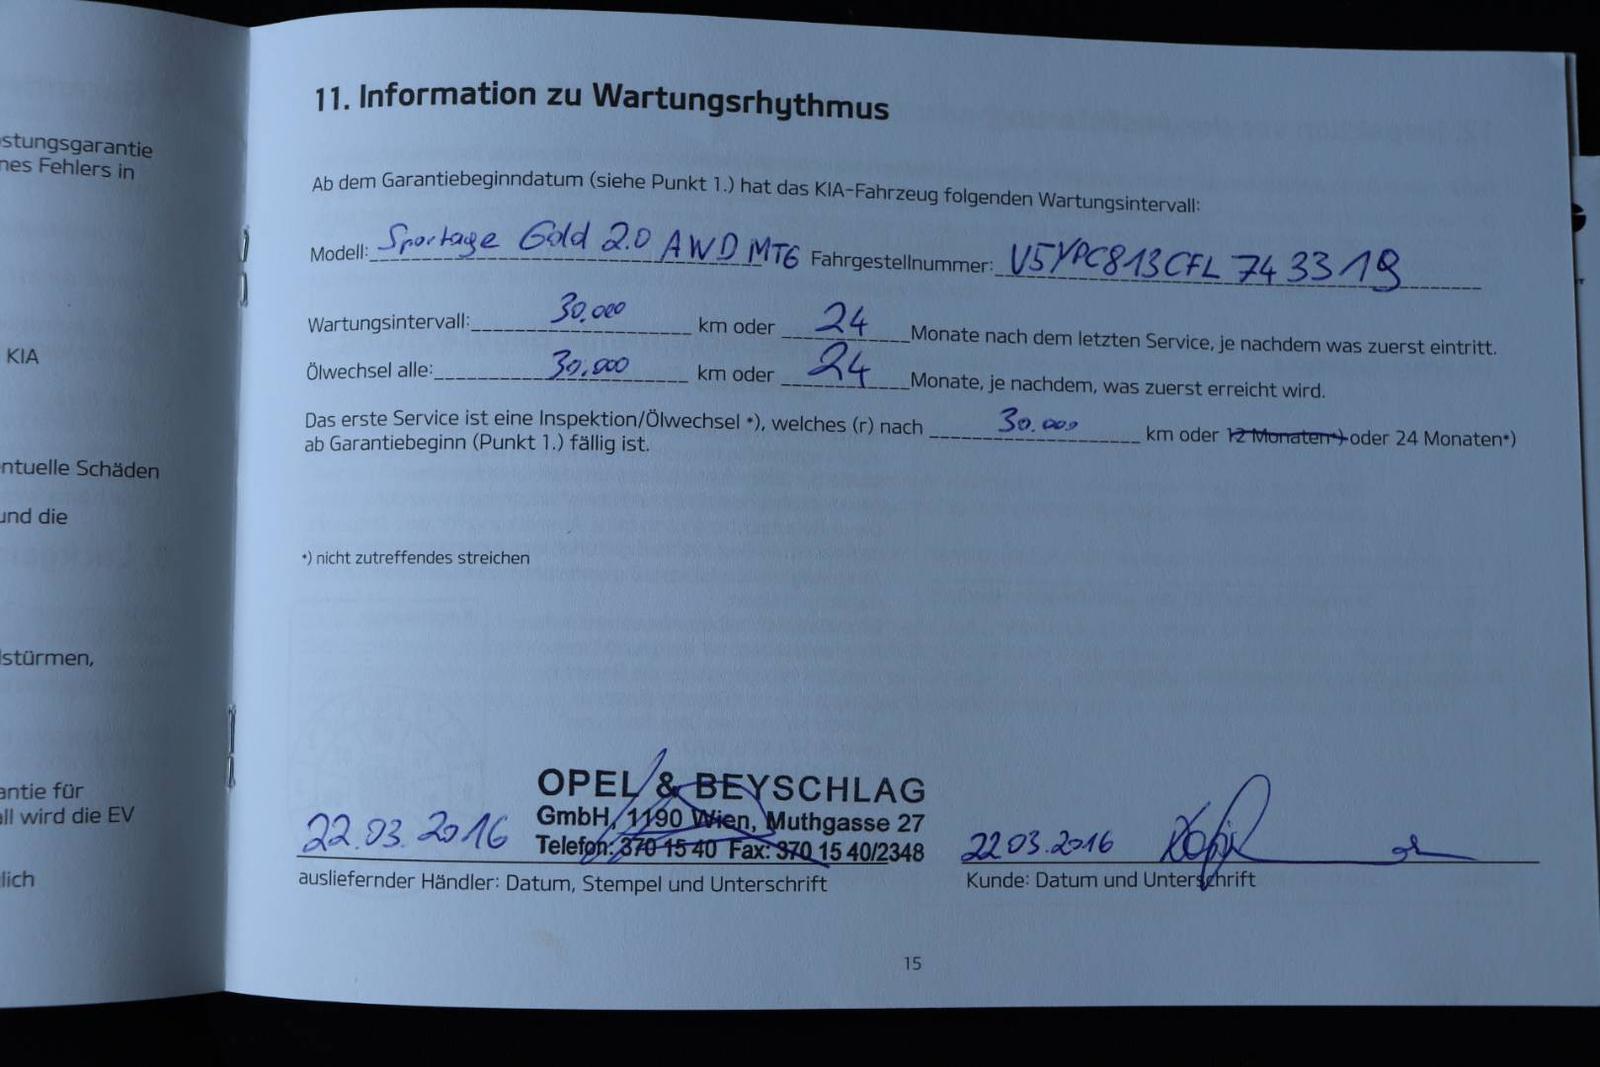 ostungsgarantie
nes Fehlers in
KIA
entuelle Schäden
und die
lstürmen,
antie für
all wird die EV
lich
11. Information zu Wartungsrhythmus
Ab dem Garantiebeginndatum (siehe Punkt 1.) hat das KIA-Fahrzeug folgenden Wartungsintervall:
Modell: Sportage Gold 2.0 AWD MT6 Fahrgestellnummer: U5YPC813CFL743319
Wartungsintervall: 30.000 km oder 24 Monate nach dem letzten Service, je nachdem was zuerst eintritt.
Ölwechsel alle: 30.000 km oder 24 Monate, je nachdem, was zuerst erreicht wird.
Das erste Service ist eine Inspektion/Ölwechsel *), welches (r) nach 30.000 km oder 12 Monaten*) oder 24 Monaten*)
ab Garantiebeginn (Punkt 1.) fällig ist.
*) nicht zutreffendes streichen
OPEL & BEYSCHLAG
GmbH, 1190 Wien, Muthgasse 27
Telefon: 370 15 40 Fax: 370 15 40/2348
22.03.2016 22.03.2016
ausliefernder Händler: Datum, Stempel und Unterschrift Kunde: Datum und Unterschrift
15